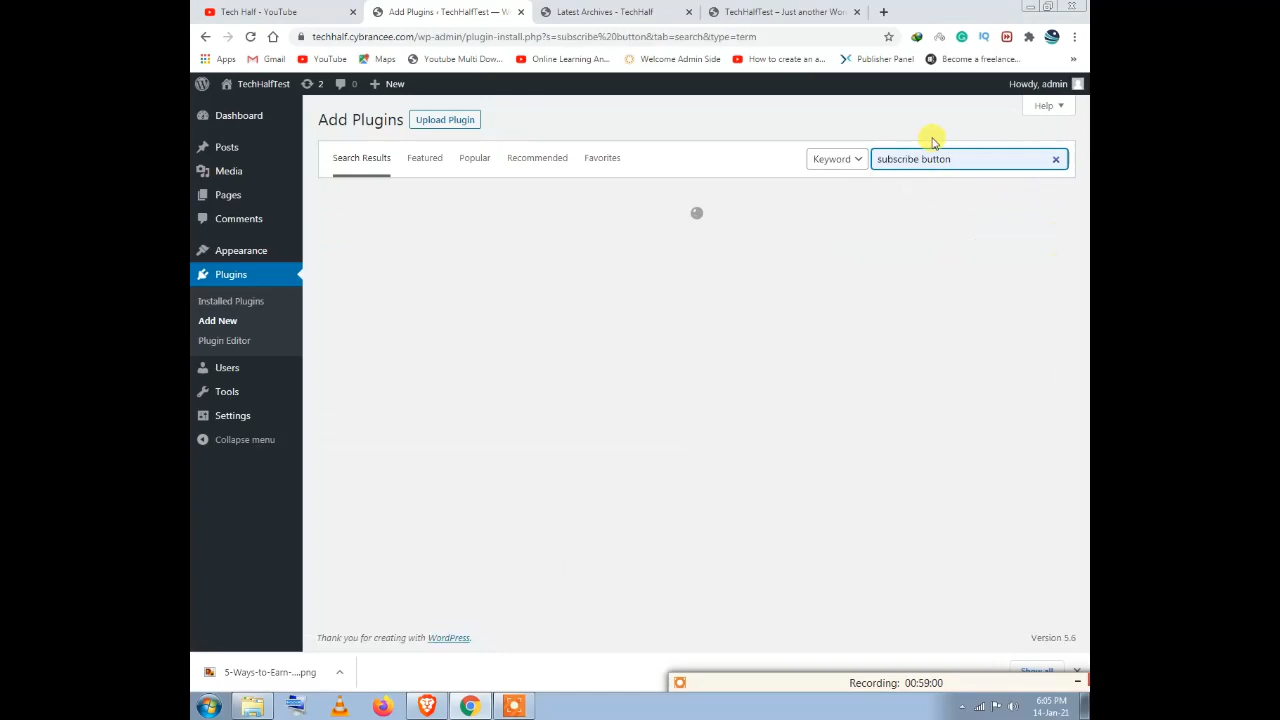 Tech Half - YouTube
Add Plugins ‹ TechHalfTest — W
Latest Archives - TechHalf
TechHalfTest – Just another Wor
techhalf.cybrancee.com/wp-admin/plugin-install.php?s=subscribe%20button&tab=search&type=term
Apps
Gmail
YouTube
Maps
Youtube Multi Dow...
Online Learning An...
Welcome Admin Side
How to create an a...
Publisher Panel
Become a freelance...
»
TechHalfTest
2
0
New
Howdy, admin
Dashboard
Posts
Media
Pages
Comments
Appearance
Plugins
Installed Plugins
Add New
Plugin Editor
Users
Tools
Settings
Collapse menu
Help
Add Plugins
Upload Plugin
Search Results
Featured
Popular
Recommended
Favorites
Keyword
subscribe button
Thank you for creating with WordPress.
Version 5.6
5-Ways-to-Earn-....png
Show all
Recording: 00:59:00
6:05 PM
14-Jan-21